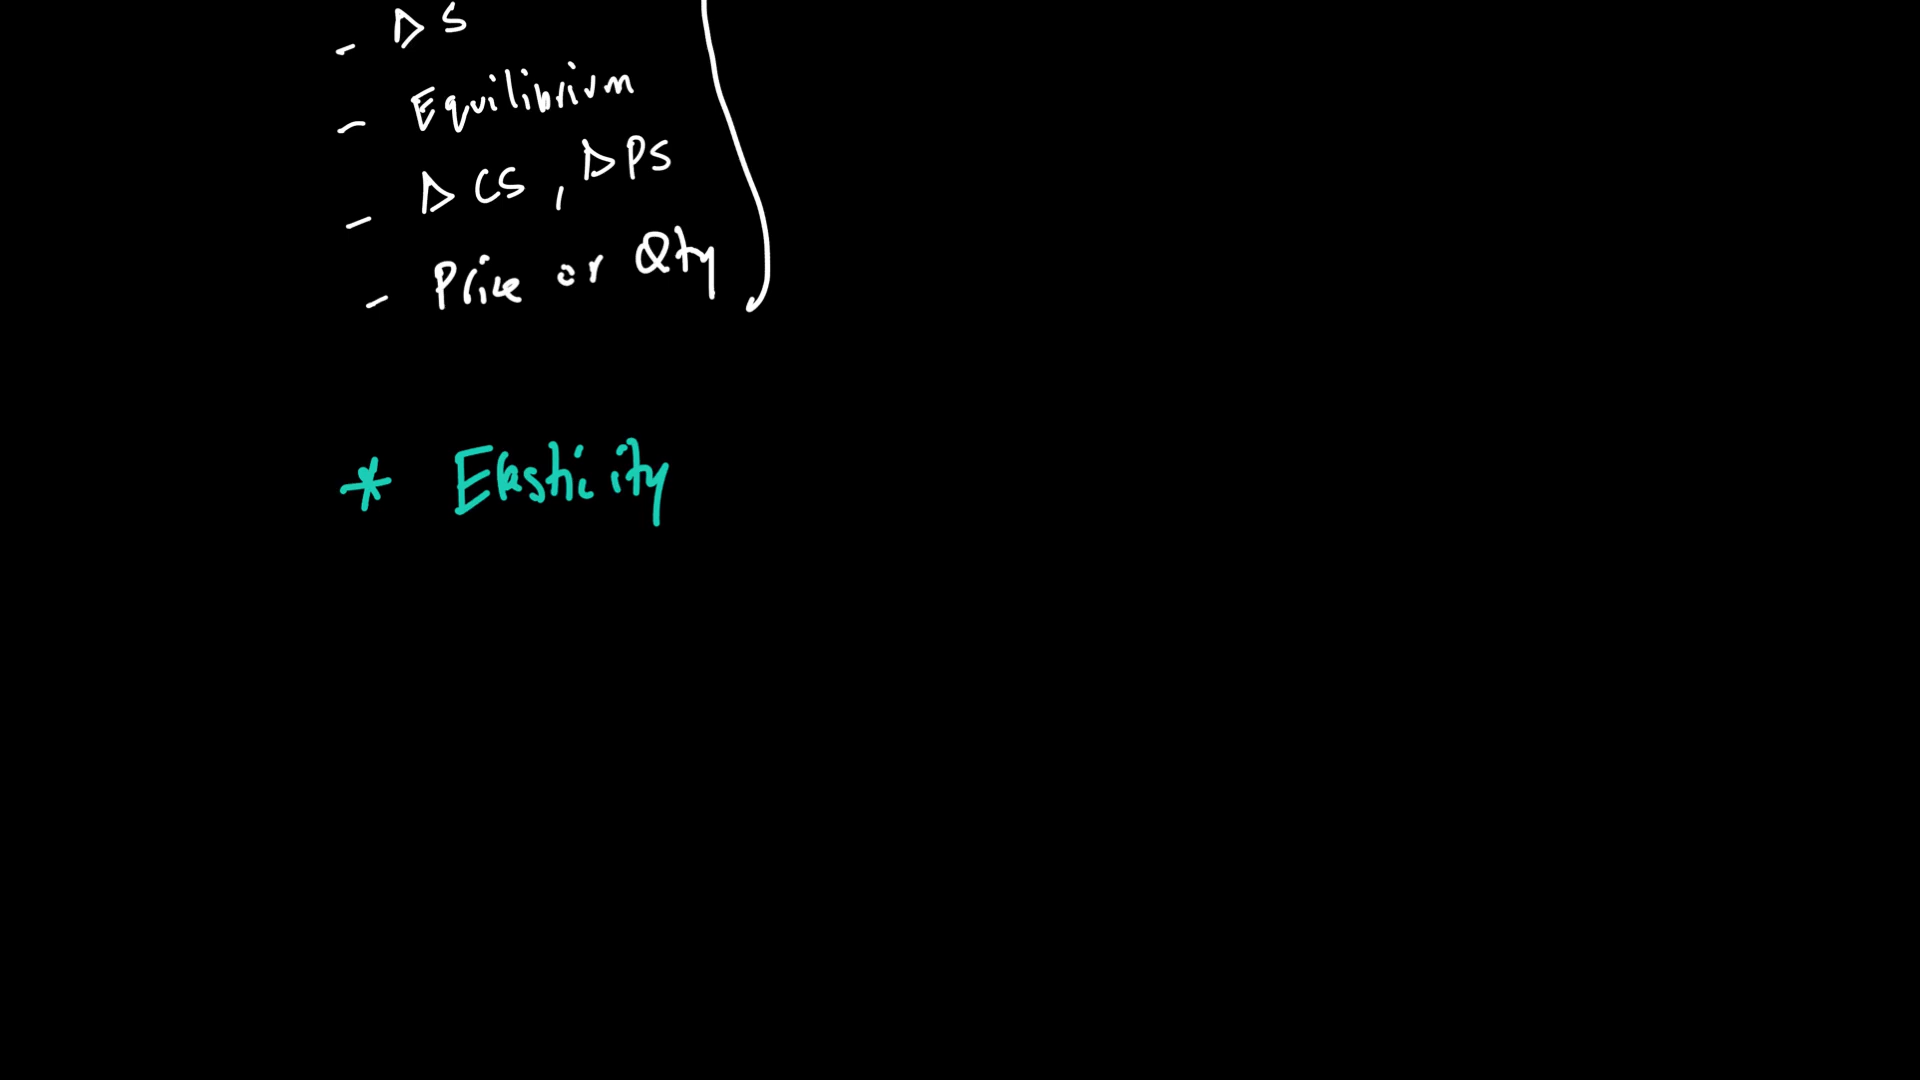 - ΔS
- Equilibrium
- ΔCS, ΔPS
- Price or Qty
* Elasticity